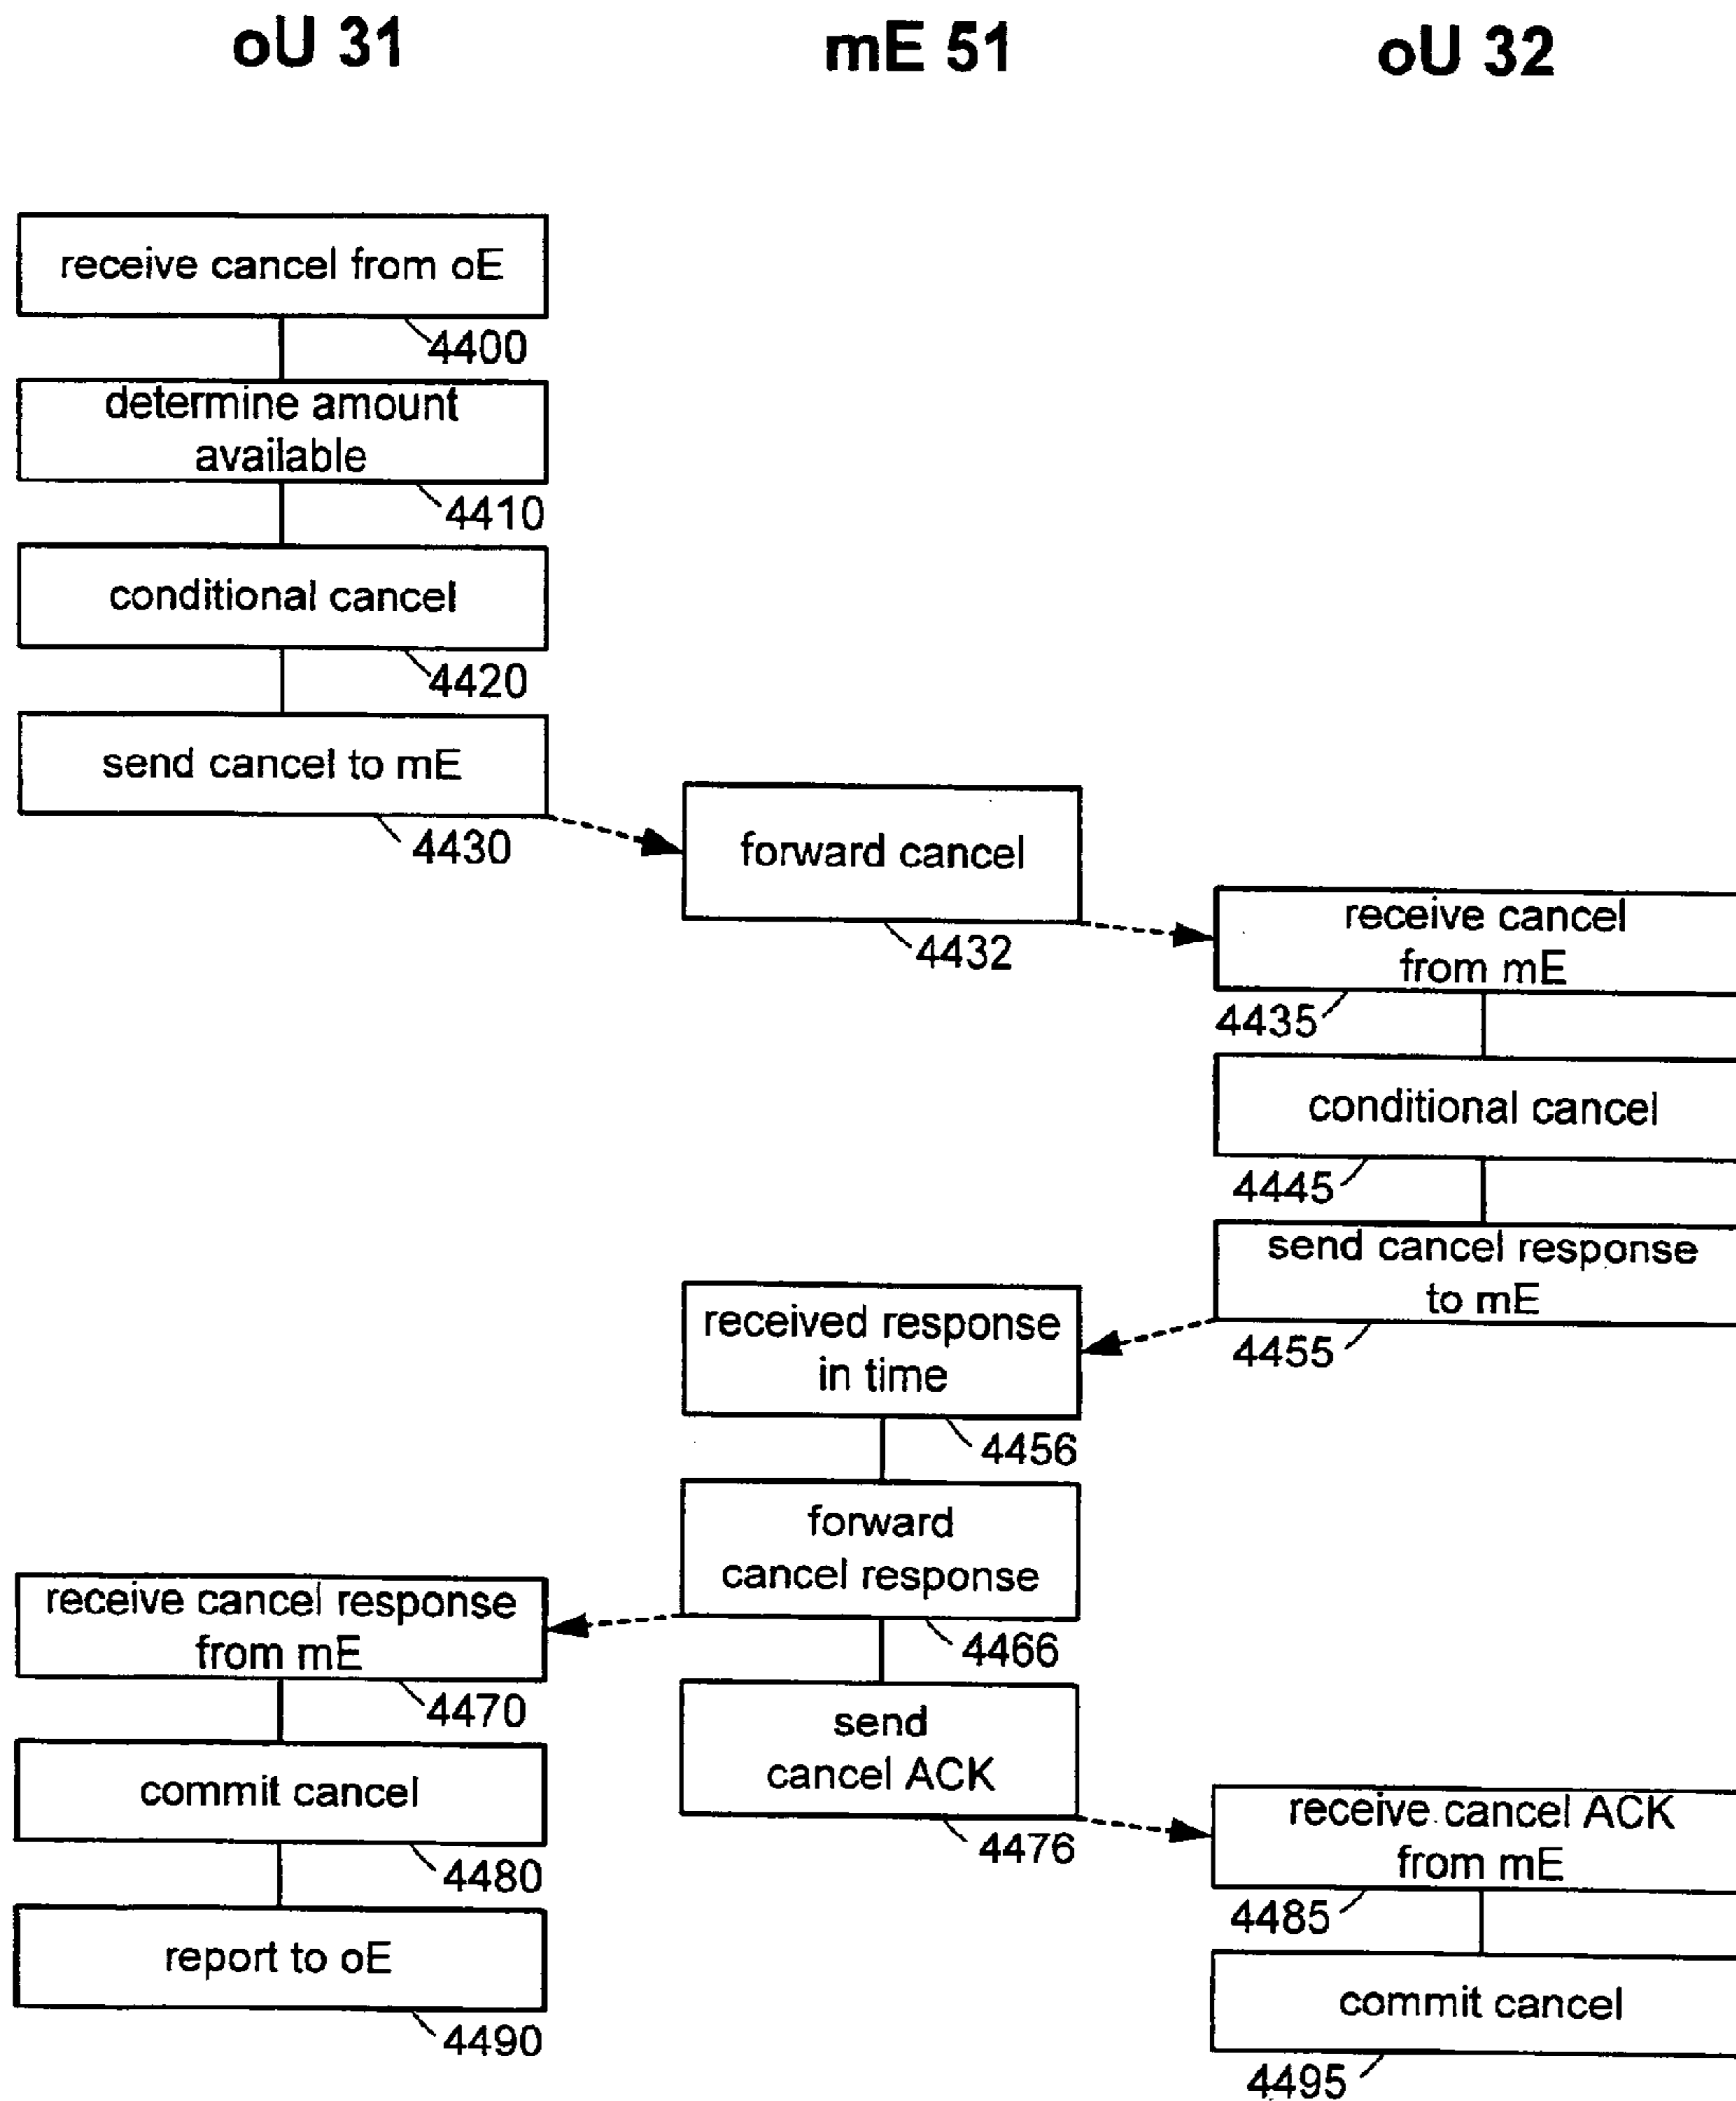 oU 31
mE 51
oU 32
receive cancel from oE
4400
determine amount
available
4410
conditional cancel
4420
send cancel to mE
4430
forward cancel
4432
receive cancel
from mE
4435
conditional cancel
4445
send cancel response
to mE
4455
received response
in time
4456
forward
cancel response
4466
receive cancel response
from mE
4470
send
cancel ACK
4476
commit cancel
4480
receive cancel ACK
from mE
4485
report to oE
4490
commit cancel
4495